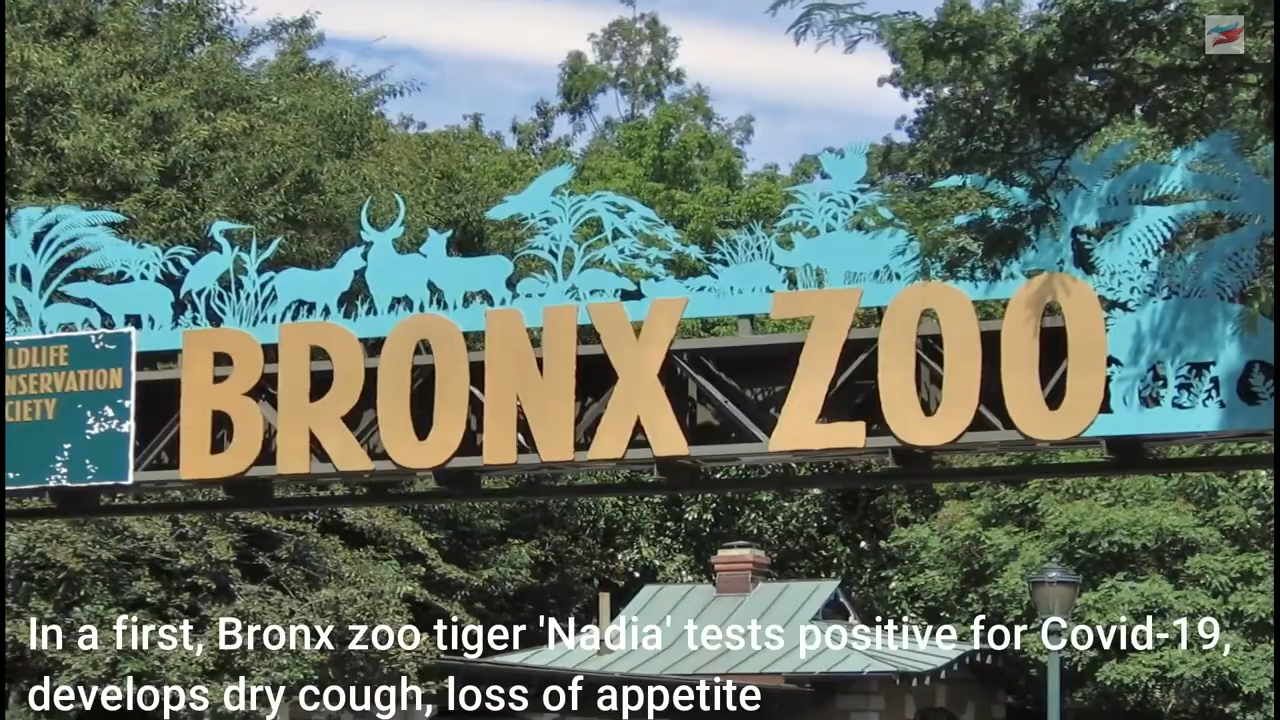 BRONX ZOO
LDLIFE
NSERVATION
CIETY
In a first, Bronx zoo tiger 'Nadia' tests positive for Covid-19,
develops dry cough, loss of appetite